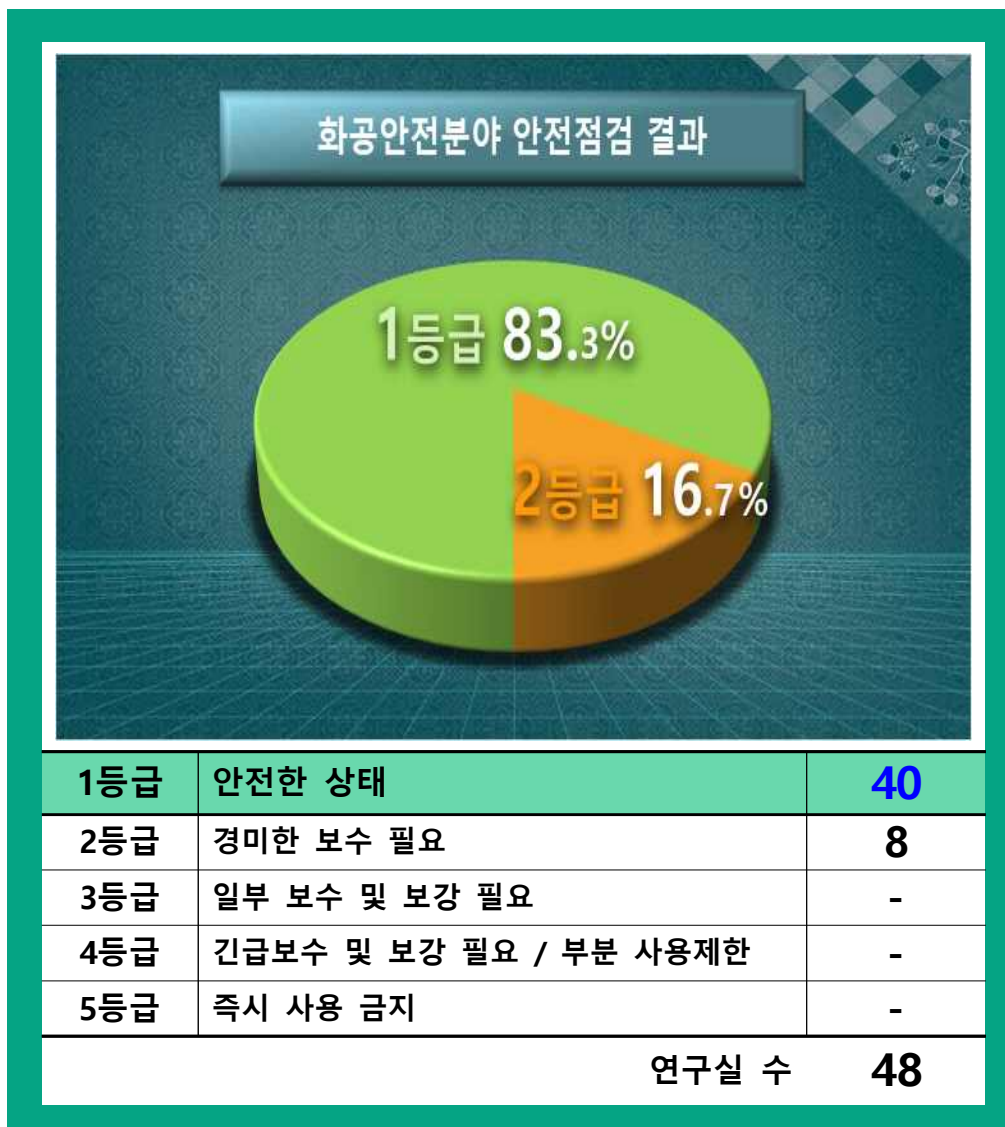 화공안전분야 안전점검 결과
1등급 83.3%
2등급 16.7%
1등급 안전한 상태 40
2등급 경미한 보수 필요 8
3등급 일부 보수 및 보강 필요 -
4등급 긴급보수 및 보강 필요 / 부분 사용제한 -
5등급 즉시 사용 금지 -
연구실 수 48